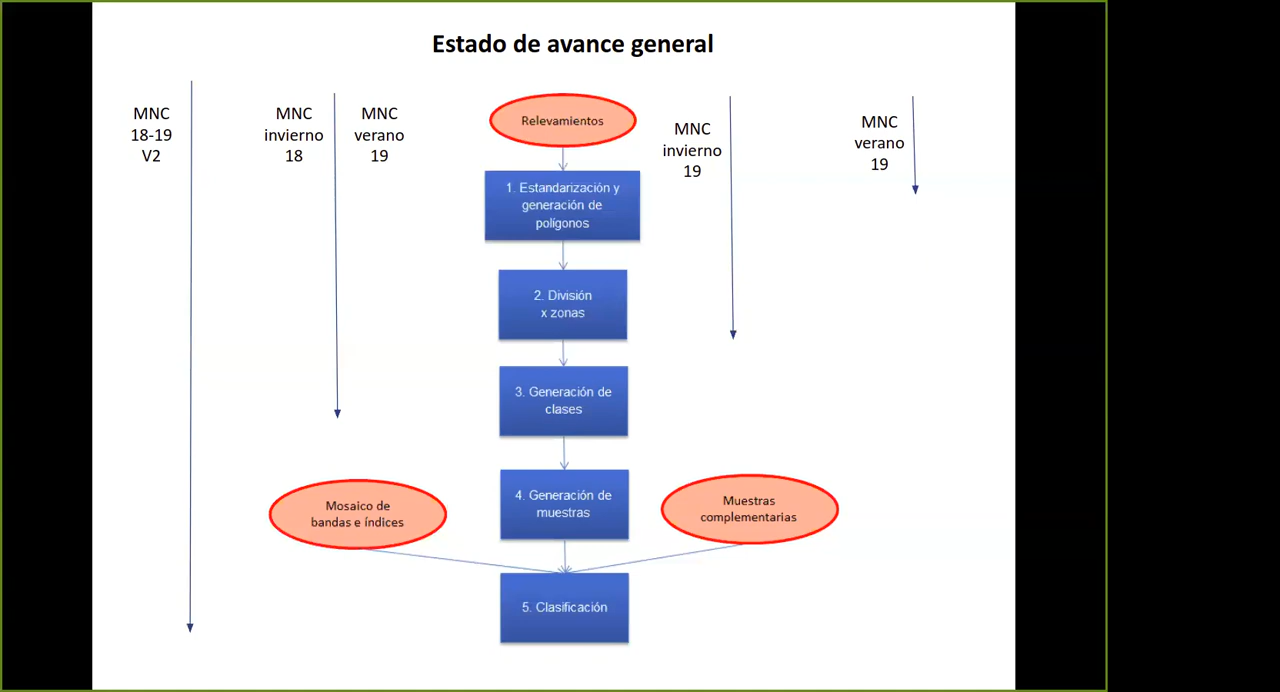 Estado de avance general
MNC
18-19
V2
MNC
invierno
18
MNC
verano
19
Relevamientos
MNC
invierno
19
MNC
verano
19
1. Estandarización y
generación de
polígonos
2. División
x zonas
3. Generación de
clases
4. Generación de
muestras
Mosaico de
bandas e índices
Muestras
complementarias
5. Clasificación